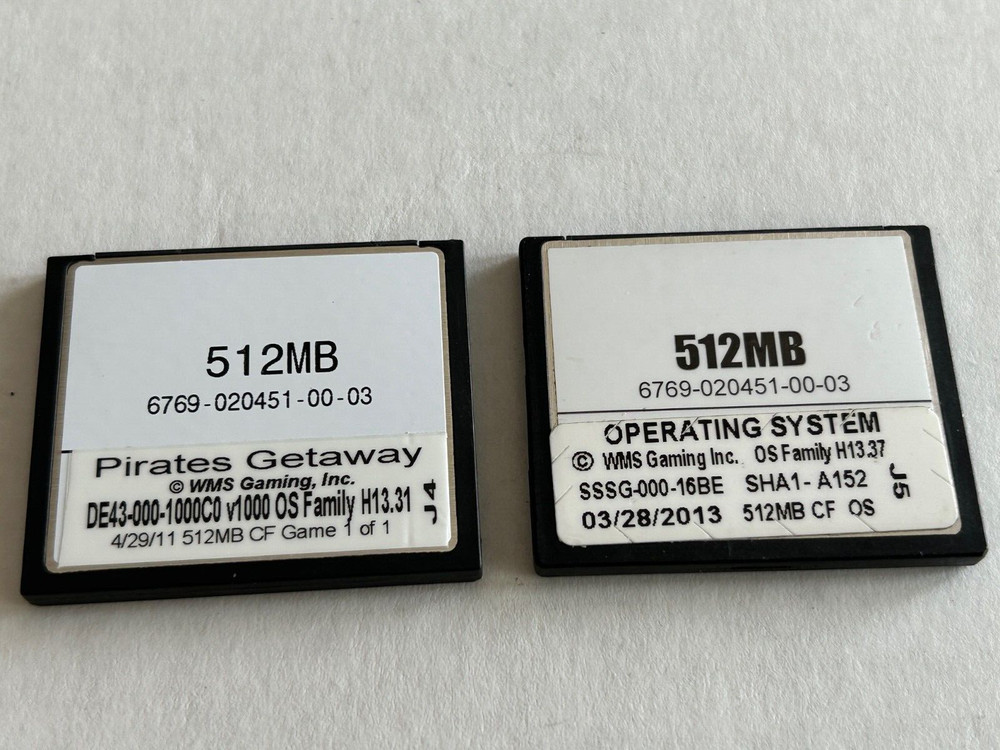 512MB
6769-020451-00-03
Pirates Getaway
© WMS Gaming, Inc.
DE43-000-1000C0 v1000 OS Family H13.31
4/29/11 512MB CF Game 1 of 1
J4
512MB
6769-020451-00-03
OPERATING SYSTEM
© WMS Gaming Inc. OS Family H13.37
SSSG-000-16BE SHA1- A152
03/28/2013 512MB CF OS
J5